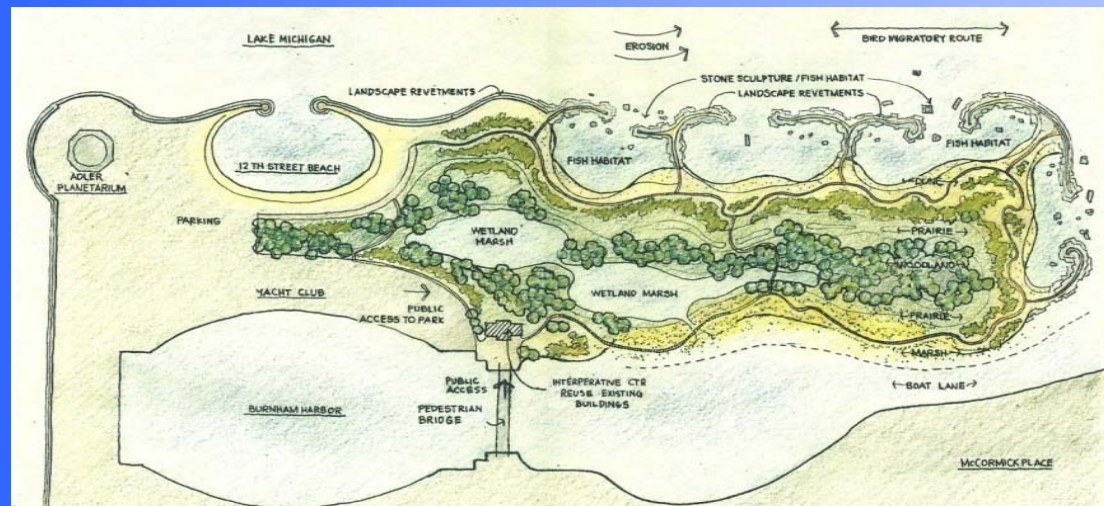 LAKE MICHIGAN
EROSION
BIRD MIGRATORY ROUTE
STONE SCULPTURE / FISH HABITAT
LANDSCAPE REVETMENTS
LANDSCAPE REVETMENTS
12 TH STREET BEACH
FISH HABITAT
FISH HABITAT
ADLER
PLANETARIUM
DUNE
PARKING
WETLAND
MARSH
PRAIRIE
WOODLAND
YACHT CLUB
WETLAND MARSH
PUBLIC
ACCESS TO PARK
PRAIRIE
MARSH
PUBLIC
ACCESS
INTERPERATIVE CTR
REUSE EXISTING
BUILDINGS
BOAT LANE
BURNHAM HARBOR
PEDESTRIAN
BRIDGE
McCORMICK PLACE